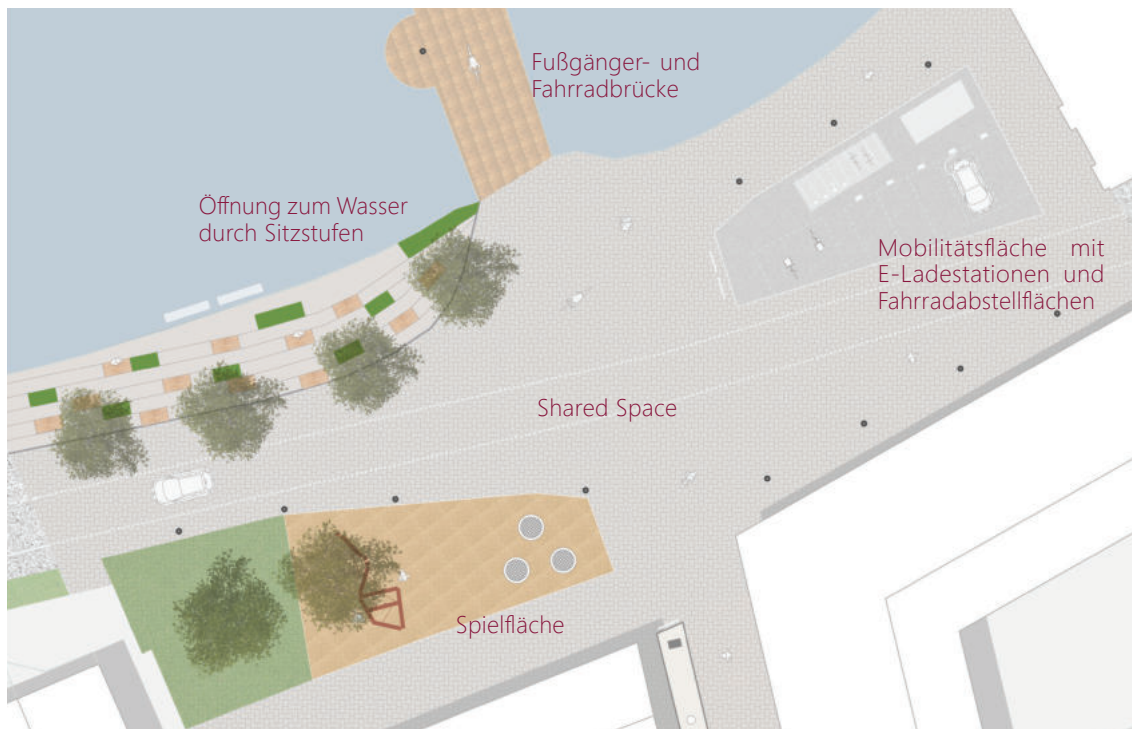 Fußgänger- und
Fahrradbrücke
Öffnung zum Wasser
durch Sitzstufen
Mobilitätsfläche mit
E-Ladestationen und
Fahrradabstellflächen
Shared Space
Spielfläche